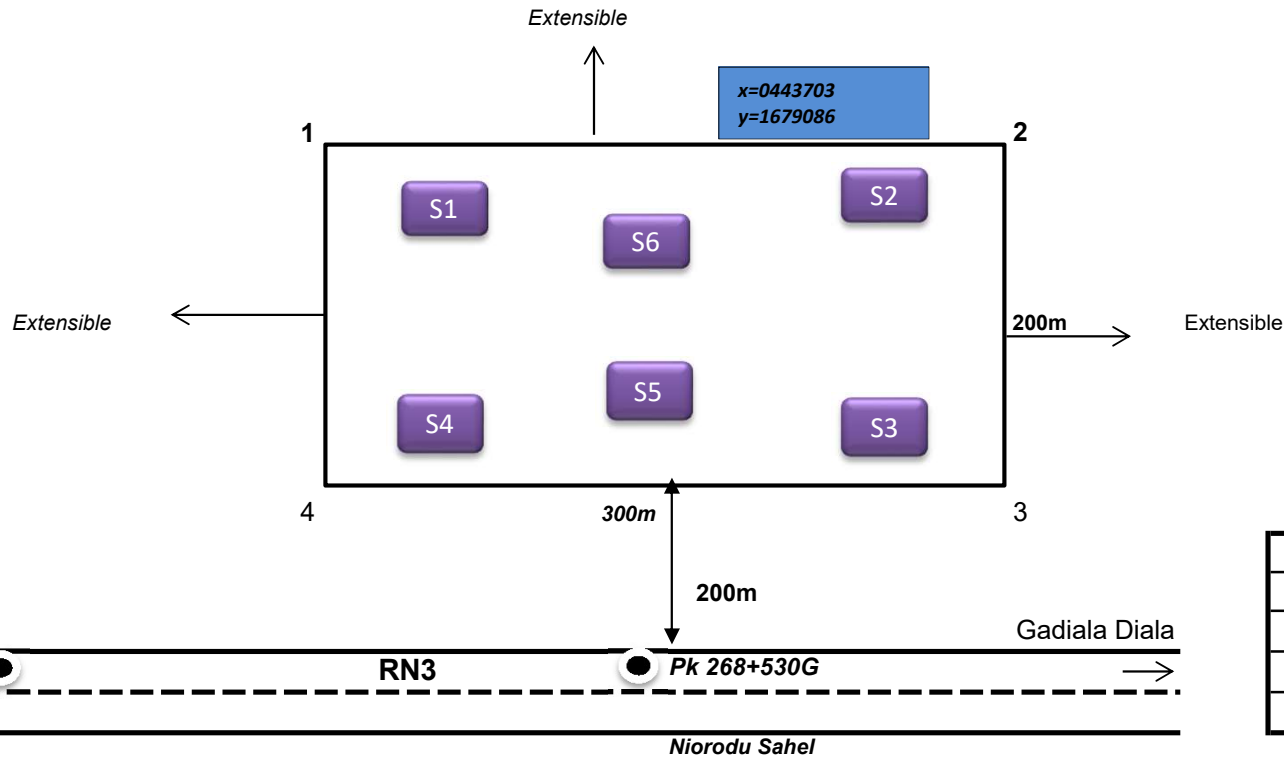 Extensible
x=0443703
y=1679086
1
2
S1
S2
S6
Extensible
200m
Extensible
S5
S4
S3
4
300m
3
200m
Gadiala Diala
RN3
Pk 268+530G
Niorodu Sahel